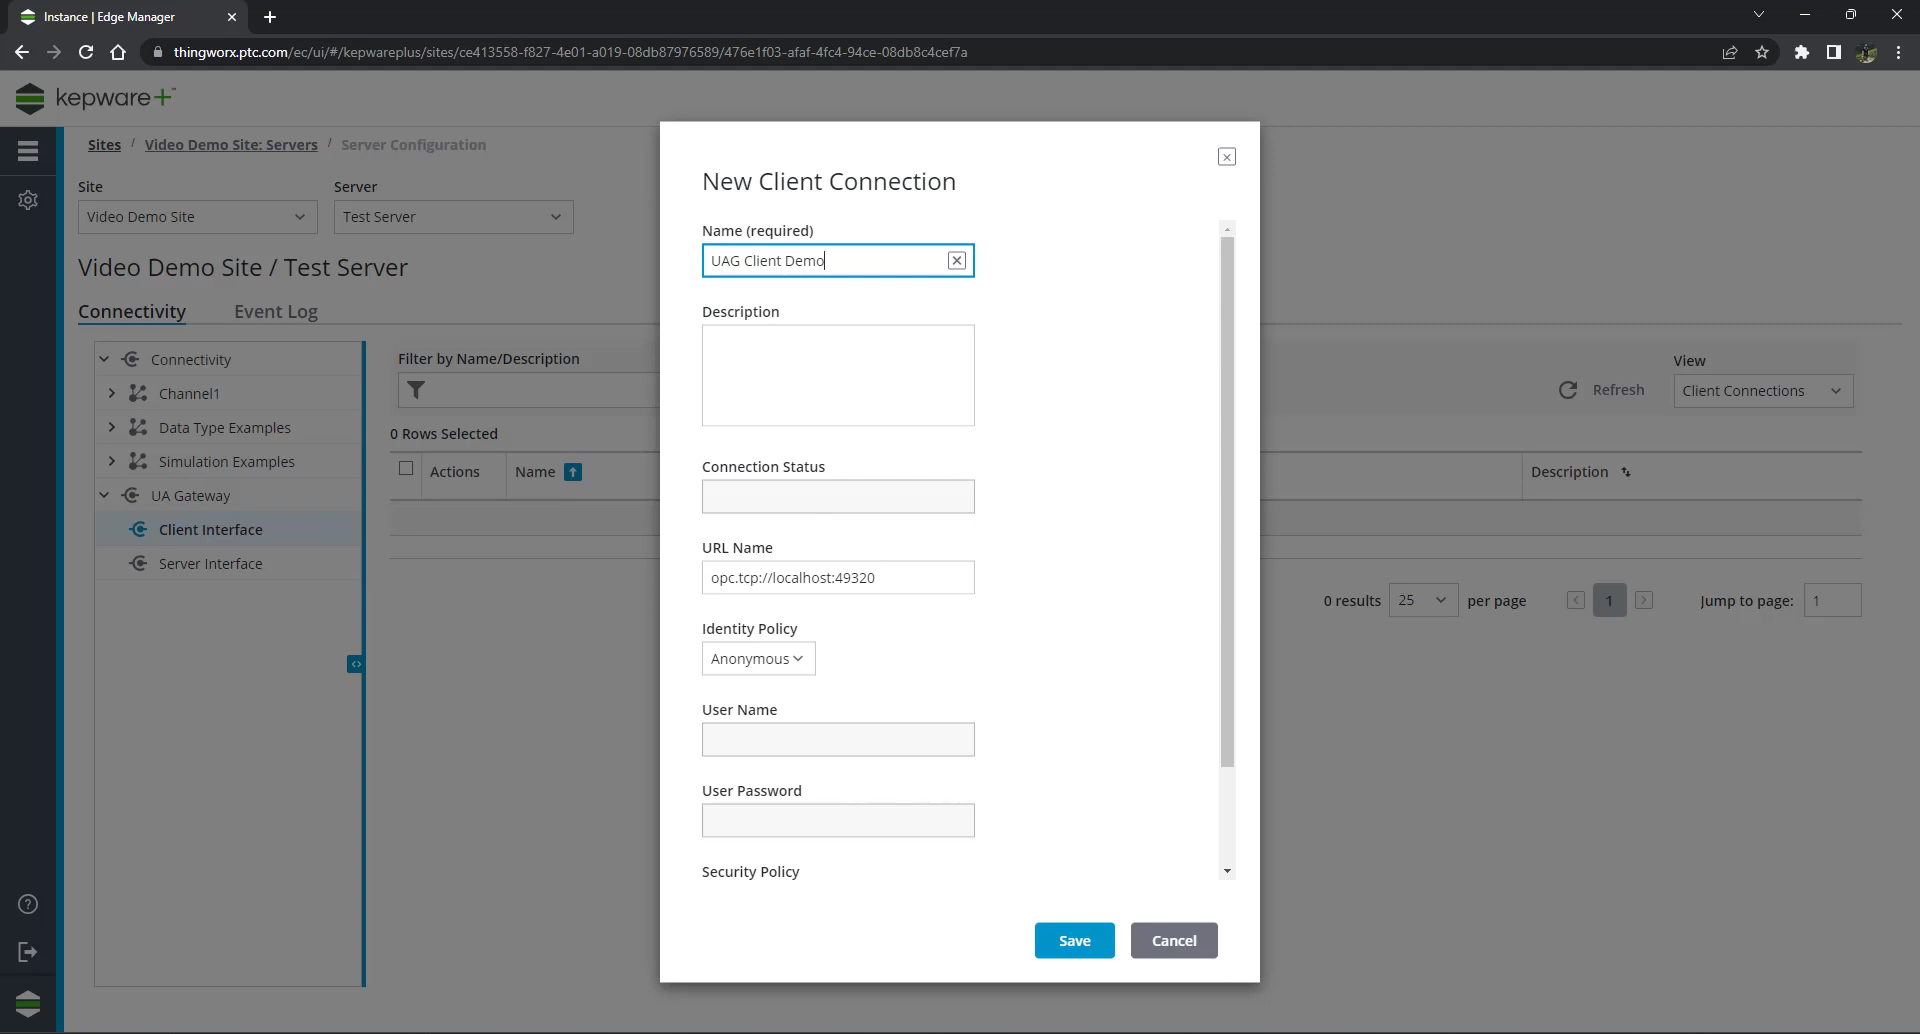 Instance | Edge Manager
thingworx.ptc.com/ec/ui/#/kepwareplus/sites/ce413558-f827-4e01-a019-08db87976589/476e1f03-afaf-4fc4-94ce-08db8c4cef7a
kepware+™
Sites / Video Demo Site: Servers / Server Configuration
Site
Server
Video Demo Site
Test Server
Video Demo Site / Test Server
Connectivity
Event Log
Connectivity
Channel1
Data Type Examples
Simulation Examples
UA Gateway
Client Interface
Server Interface
Filter by Name/Description
Refresh
View
Client Connections
0 Rows Selected
Actions
Name
Description
0 results
25
per page
1
Jump to page:
1
New Client Connection
Name (required)
UAG Client Demo
Description
Connection Status
URL Name
opc.tcp://localhost:49320
Identity Policy
Anonymous
User Name
User Password
Security Policy
Save
Cancel